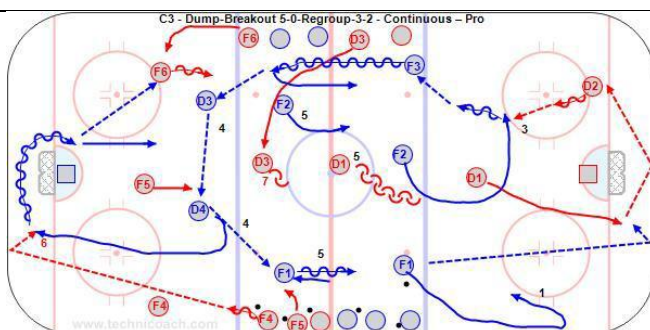 C3 - Dump-Breakout 5-0-Regroup-3-2 - Continuous – Pro
F6
D3
F6
F3
D3
D2
F2
4
5
3
5
D3
D1
F2
D1
7
F5
D4
4
6
5
F1
F1
1
F4
F4
F5
www.technicoach.com